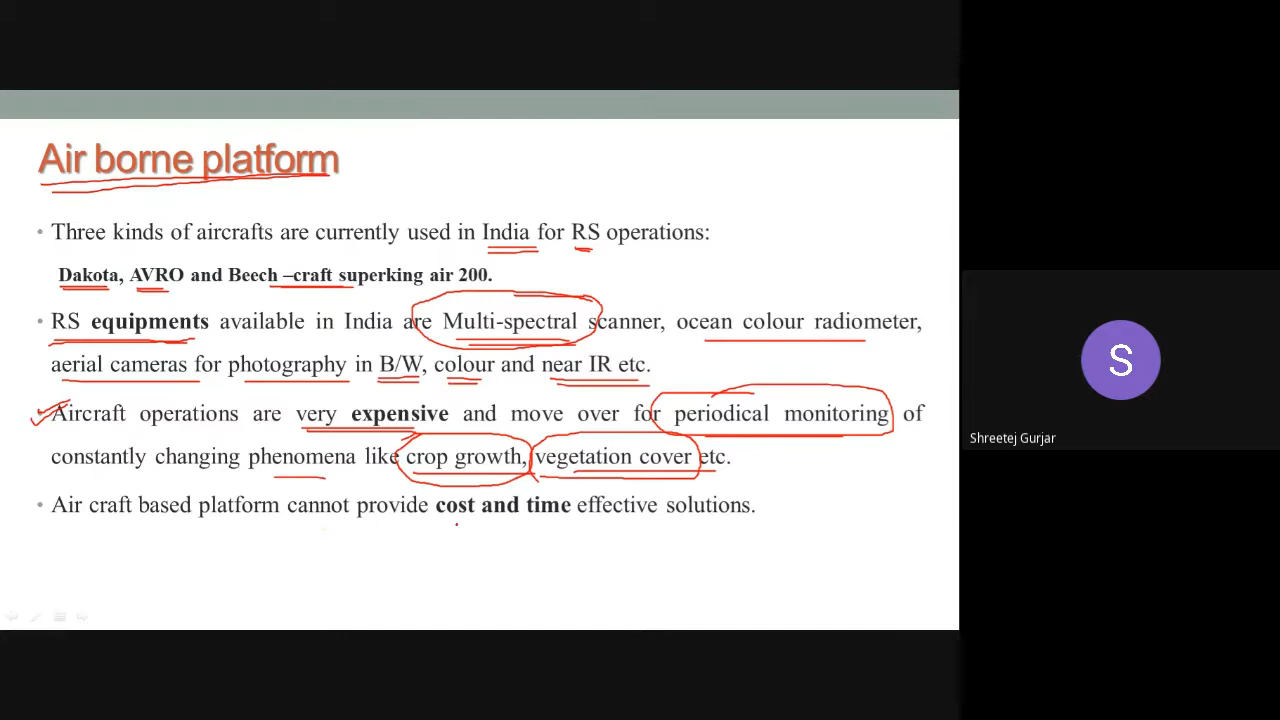 Air borne platform
• Three kinds of aircrafts are currently used in India for RS operations:
Dakota, AVRO and Beech –craft superking air 200.
• RS equipments available in India are Multi-spectral scanner, ocean colour radiometer,
aerial cameras for photography in B/W, colour and near IR etc.
Aircraft operations are very expensive and move over for periodical monitoring of
constantly changing phenomena like crop growth, vegetation cover etc.
• Air craft based platform cannot provide cost and time effective solutions.
S
Shreetej Gurjar